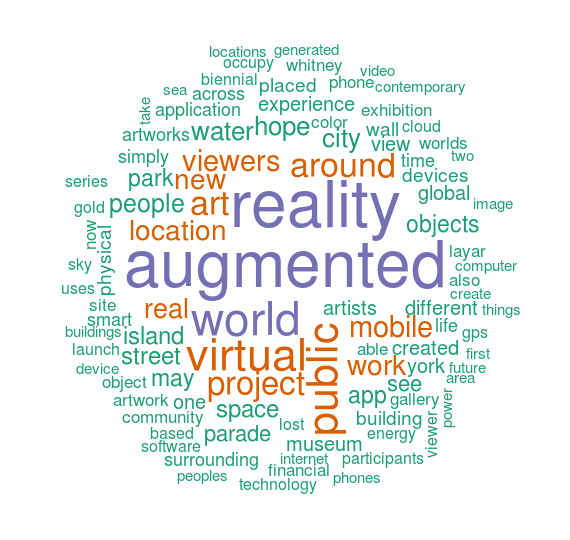 locations generated
occupy whitney
biennial video
sea across placed phone contemporary
take application experience exhibition
artworks water hope color city wall cloud
simply viewers around view worlds
series park new time two
devices
gold people art reality global image
now physical location objects
sky augmented layar
computer
uses also
create
site real world artists different things
smart mobile life gps
buildings island virtual public
launch street able created first
device may project work york future
object see area
artwork one space app gallery power
community building viewer
based parade lost energy
software museum
surrounding internet participants
peoples financial phones
technology